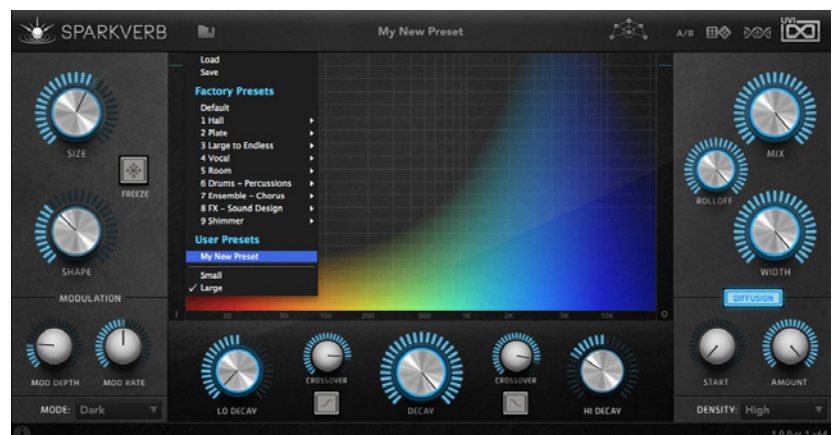 SPARKVERB
My New Preset
A/B
UVI
Load
Save
Factory Presets
Default
1 Hall
2 Plate
3 Large to Endless
4 Vocal
5 Room
6 Drums – Percussions
7 Ensemble – Chorus
8 FX – Sound Design
9 Shimmer
User Presets
My New Preset
Small
✓ Large
SIZE
FREEZE
SHAPE
MODULATION
MOD DEPTH
MOD RATE
MODE: Dark
I 20 50 100 200 500 1K 2K 5K 10K O
LO DECAY
CROSSOVER
DECAY
CROSSOVER
HI DECAY
MIX
ROLLOFF
WIDTH
DIFFUSION
START
AMOUNT
DENSITY: High